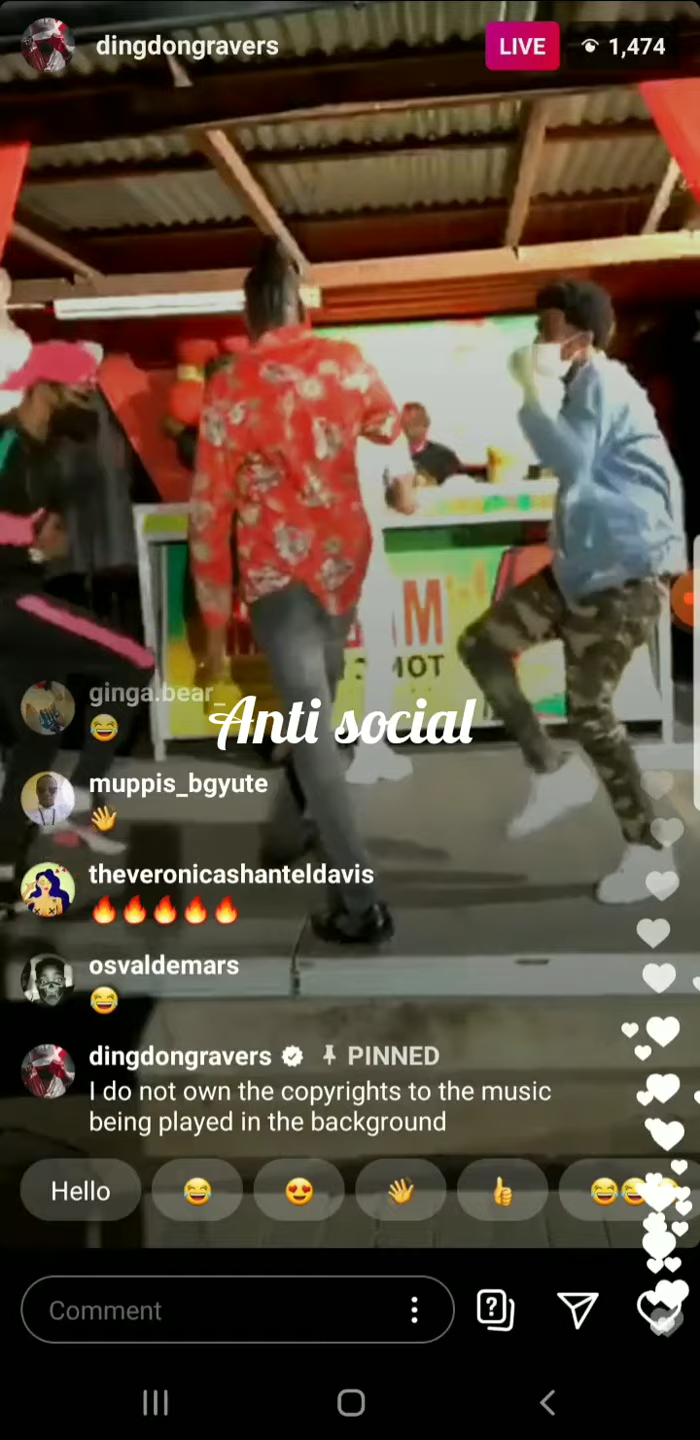 dingdongravers
LIVE
1,474
M
ginga.bear_
😂
Anti social
muppis_bgyute
👋
theveronicashanteldavis
🔥🔥🔥🔥🔥
osvaldemars
😂
dingdongravers PINNED
I do not own the copyrights to the music
being played in the background
Hello 😂 😍 👋 👍 😂😂
Comment